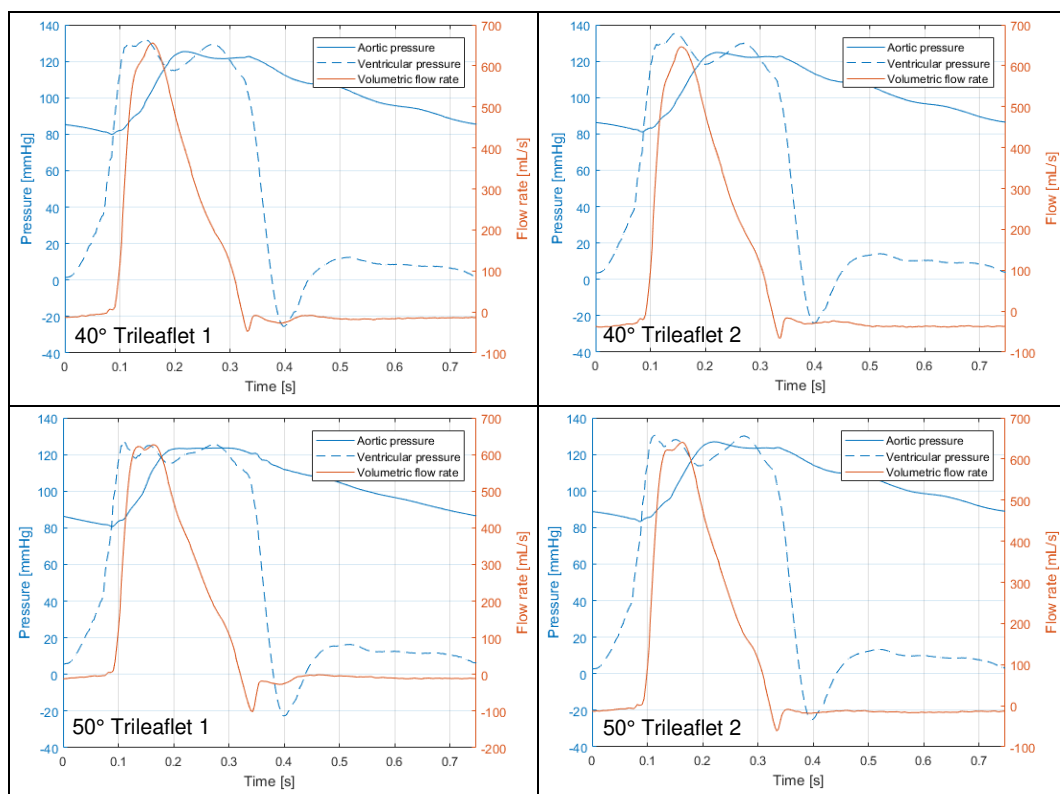 140
120
100
80
60
40
20
0
-20
-40
Pressure [mmHg]
700
600
500
400
300
200
100
0
-100
Flow rate [mL/s]
Aortic pressure
Ventricular pressure
Volumetric flow rate
40° Trileaflet 1
0 0.1 0.2 0.3 0.4 0.5 0.6 0.7
Time [s]
140
120
100
80
60
40
20
0
-20
-40
Pressure [mmHg]
700
600
500
400
300
200
100
0
-100
Flow rate [mL/s]
Aortic pressure
Ventricular pressure
Volumetric flow rate
40° Trileaflet 2
0 0.1 0.2 0.3 0.4 0.5 0.6 0.7
Time [s]
140
120
100
80
60
40
20
0
-20
-40
Pressure [mmHg]
700
600
500
400
300
200
100
0
-100
-200
Flow rate [mL/s]
Aortic pressure
Ventricular pressure
Volumetric flow rate
50° Trileaflet 1
0 0.1 0.2 0.3 0.4 0.5 0.6 0.7
Time [s]
140
120
100
80
60
40
20
0
-20
-40
Pressure [mmHg]
700
600
500
400
300
200
100
0
-100
Flow rate [mL/s]
Aortic pressure
Ventricular pressure
Volumetric flow rate
50° Trileaflet 2
0 0.1 0.2 0.3 0.4 0.5 0.6 0.7
Time [s]